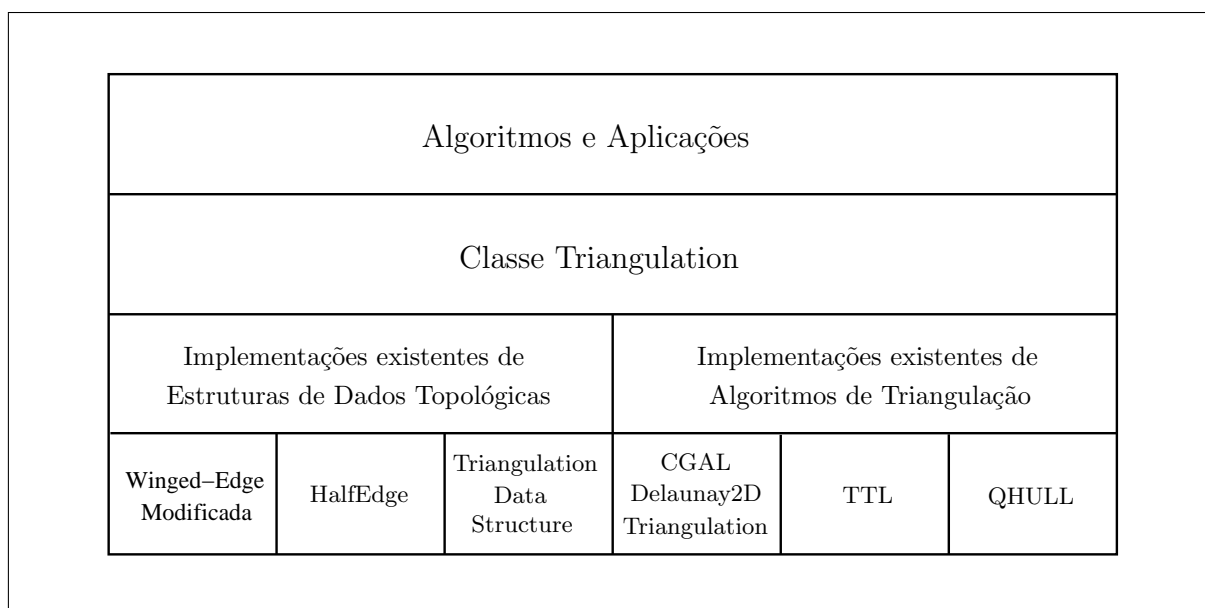 Algoritmos e Aplicações
Classe Triangulation
Implementações existentes de
Estruturas de Dados Topológicas
Implementações existentes de
Algoritmos de Triangulação
Winged–Edge
Modificada
HalfEdge
Triangulation
Data
Structure
CGAL
Delaunay2D
Triangulation
TTL
QHULL